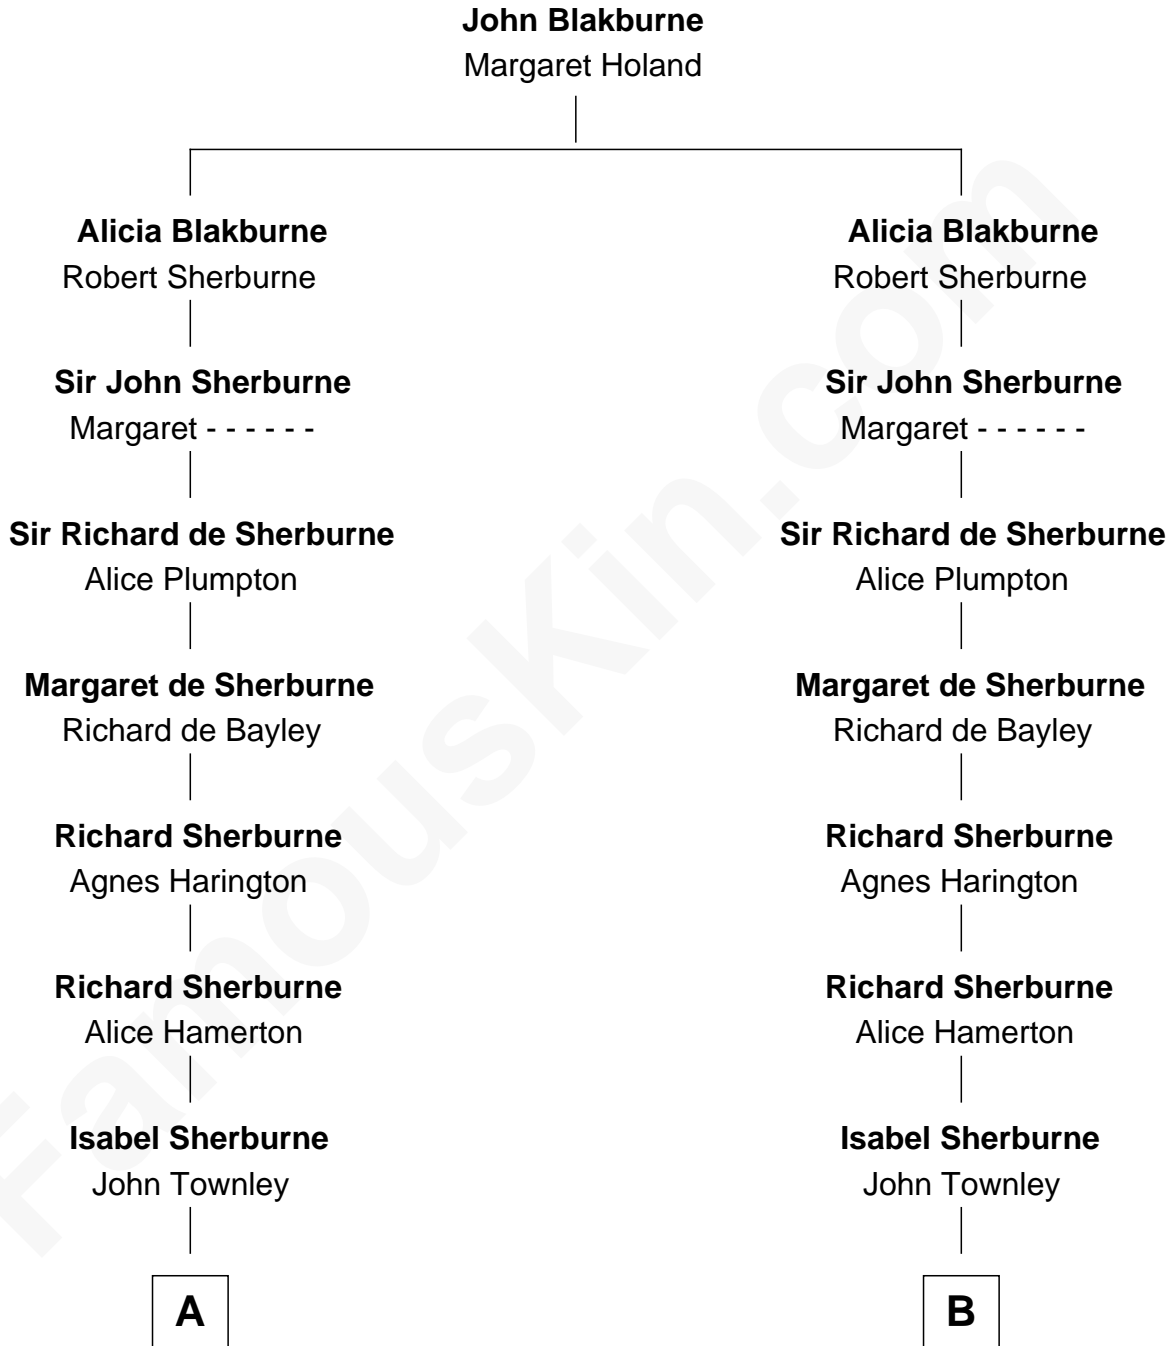 John Blakburne
Margaret Holand
Alicia Blakburne
Robert Sherburne
Sir John Sherburne
Margaret - - - - - -
Sir Richard de Sherburne
Alice Plumpton
Margaret de Sherburne
Richard de Bayley
Richard Sherburne
Agnes Harington
Richard Sherburne
Alice Hamerton
Isabel Sherburne
John Townley
A
Alicia Blakburne
Robert Sherburne
Sir John Sherburne
Margaret - - - - - -
Sir Richard de Sherburne
Alice Plumpton
Margaret de Sherburne
Richard de Bayley
Richard Sherburne
Agnes Harington
Richard Sherburne
Alice Hamerton
Isabel Sherburne
John Townley
B
FamousKin.com